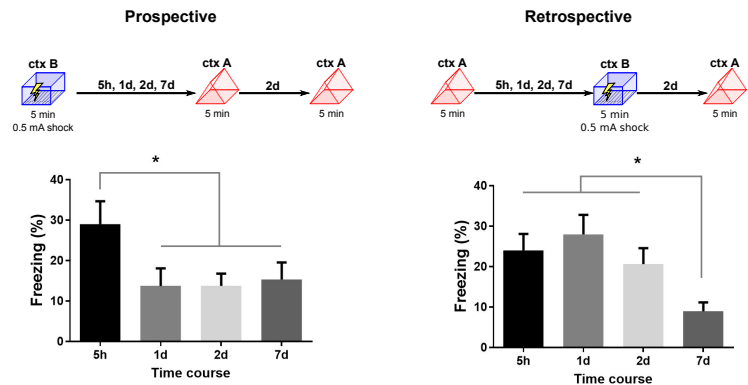 Prospective
ctx B
5h, 1d, 2d, 7d
ctx A
2d
ctx A
5 min
0.5 mA shock
5 min
5 min
*
Freezing (%)
40
30
20
10
0
5h
1d
2d
7d
Time course
Retrospective
ctx A
5h, 1d, 2d, 7d
ctx B
2d
ctx A
5 min
5 min
0.5 mA shock
5 min
*
Freezing (%)
40
30
20
10
0
5h
1d
2d
7d
Time course